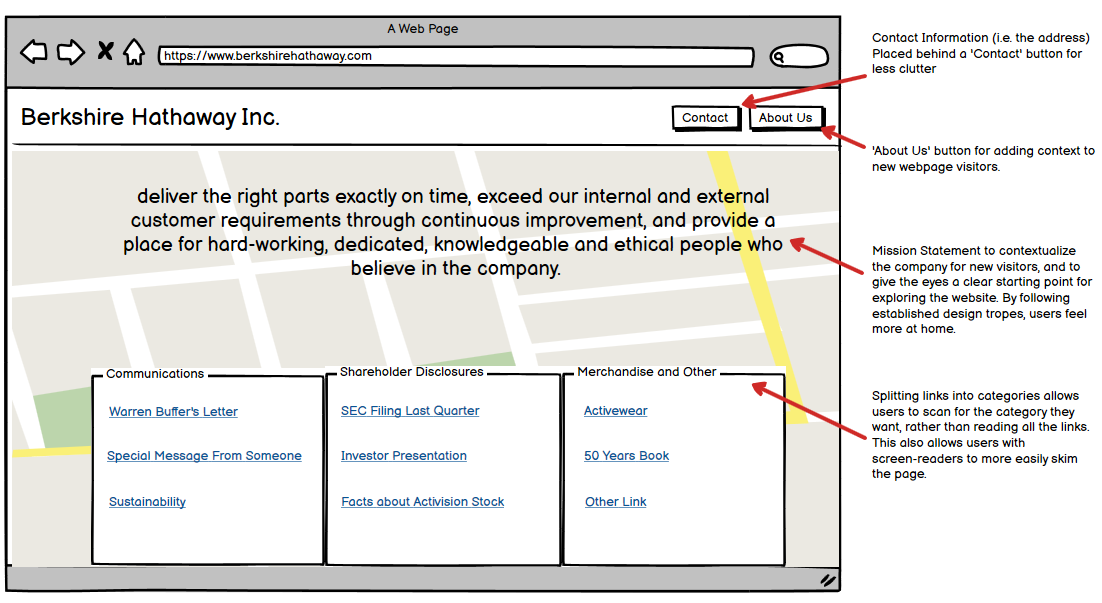 A Web Page
https://www.berkshirehathaway.com
Berkshire Hathaway Inc.
Contact
About Us
deliver the right parts exactly on time, exceed our internal and external
customer requirements through continuous improvement, and provide a
place for hard-working, dedicated, knowledgeable and ethical people who
believe in the company.
Communications
Warren Buffer's Letter
Special Message From Someone
Sustainability
Shareholder Disclosures
SEC Filing Last Quarter
Investor Presentation
Facts about Activision Stock
Merchandise and Other
Activewear
50 Years Book
Other Link
Contact Information (i.e. the address)
Placed behind a 'Contact' button for
less clutter
'About Us' button for adding context to
new webpage visitors.
Mission Statement to contextualize
the company for new visitors, and to
give the eyes a clear starting point for
exploring the website. By following
established design tropes, users feel
more at home.
Splitting links into categories allows
users to scan for the category they
want, rather than reading all the links.
This also allows users with
screen-readers to more easily skim
the page.